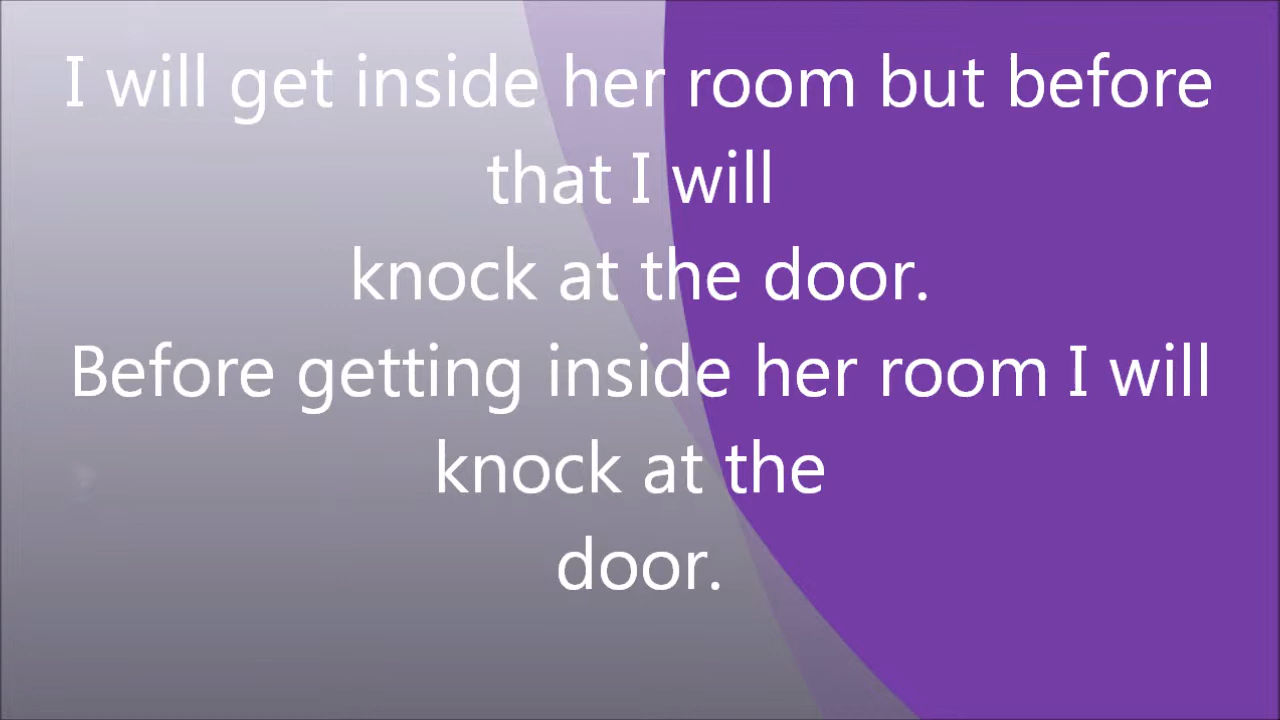 I will get inside her room but before
that I will
knock at the door.
Before getting inside her room I will
knock at the
door.